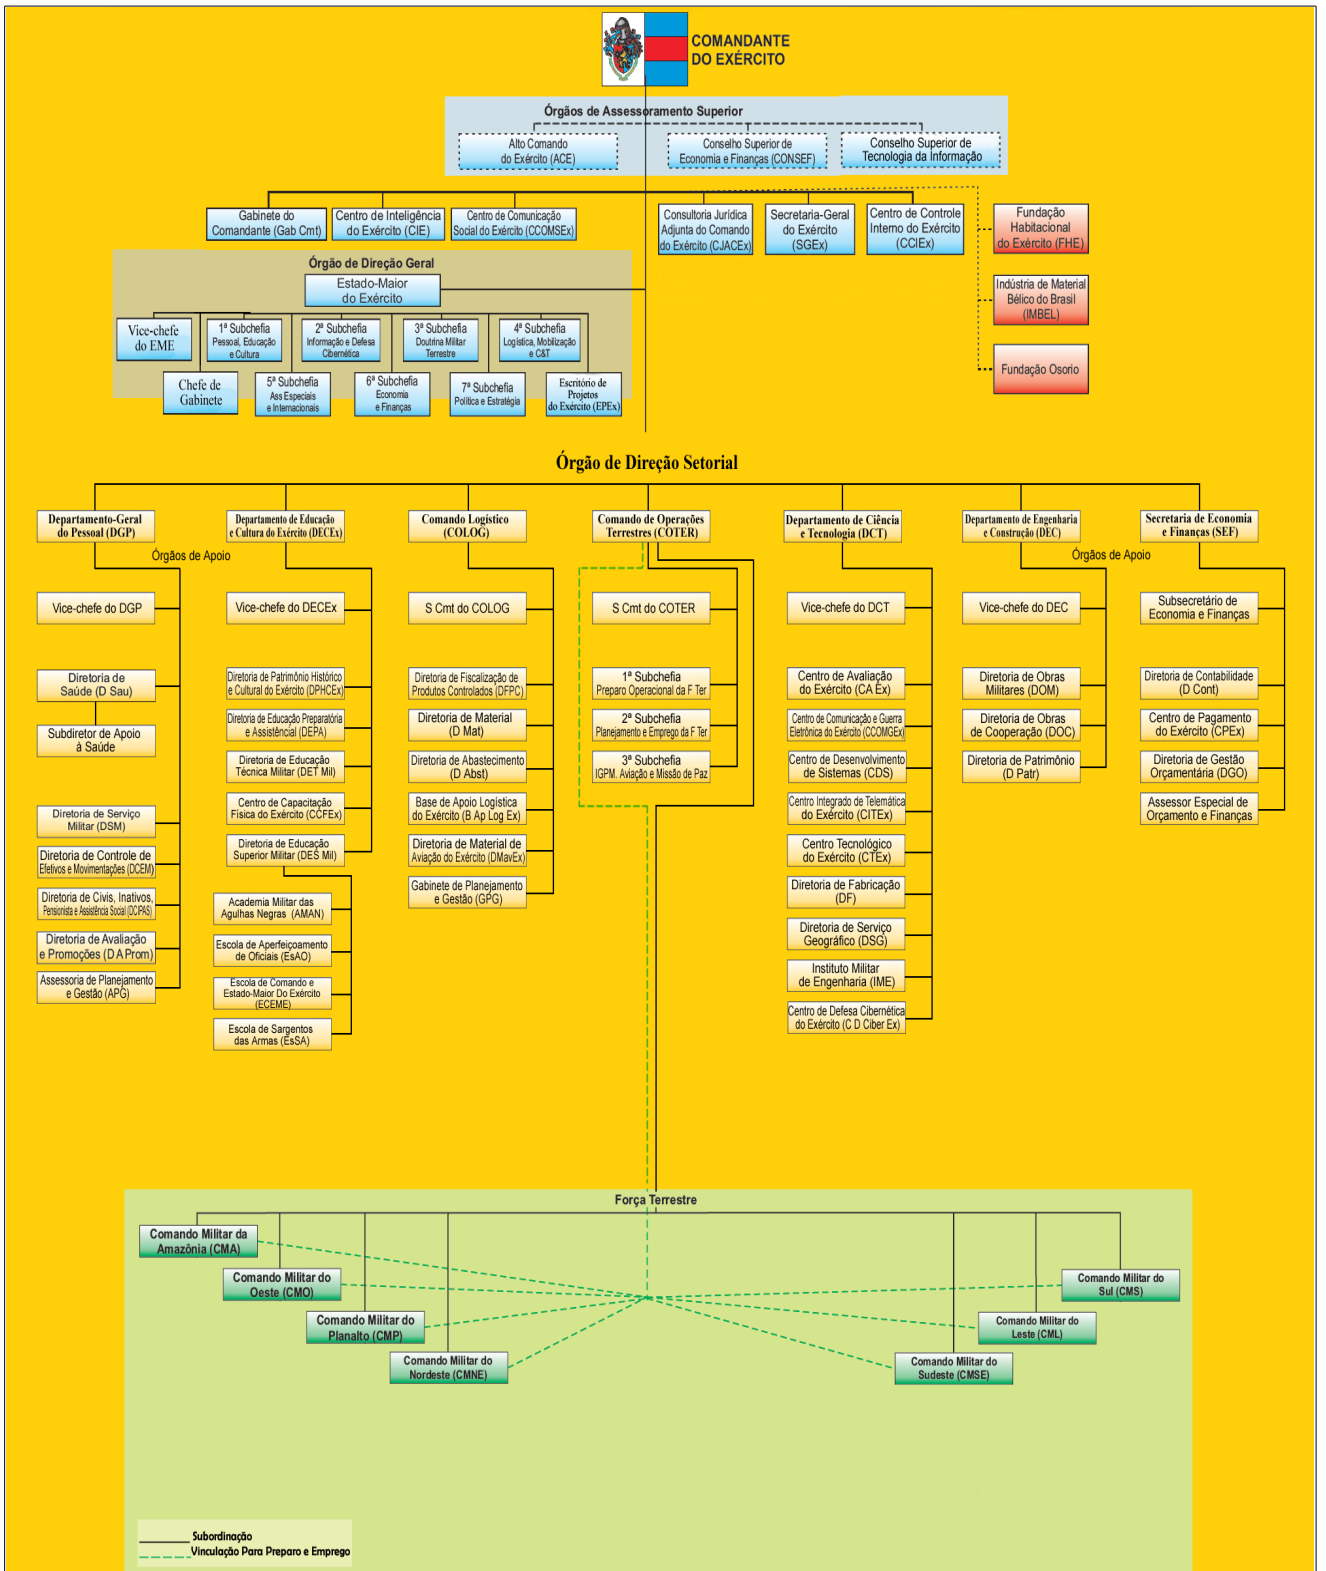 COMANDANTE
DO EXÉRCITO
Órgãos de Assessoramento Superior
Alto Comando
do Exército (ACE)
Conselho Superior de
Economia e Finanças (CONSEF)
Conselho Superior de
Tecnologia da Informação
Gabinete do
Comandante (Gab Cmt)
Centro de Inteligência
do Exército (CIE)
Centro de Comunicação
Social do Exército (CCOMSEx)
Consultoria Jurídica
Adjunta do Comando
do Exército (CJACEx)
Secretaria-Geral
do Exército
(SGEx)
Centro de Controle
Interno do Exército
(CCIEx)
Fundação
Habitacional
do Exército (FHE)
Indústria de Material
Bélico do Brasil
(IMBEL)
Fundação Osorio
Órgão de Direção Geral
Estado-Maior
do Exército
Vice-chefe
do EME
1ª Subchefia
Pessoal, Educação
e Cultura
2ª Subchefia
Informação e Defesa
Cibernética
3ª Subchefia
Doutrina Militar
Terrestre
4ª Subchefia
Logística, Mobilização
e C&T
Chefe de
Gabinete
5ª Subchefia
Ass Especiais
e Internacionais
6ª Subchefia
Economia
e Finanças
7ª Subchefia
Política e Estratégia
Escritório de
Projetos
do Exército (EPEx)
Órgão de Direção Setorial
Departamento-Geral
do Pessoal (DGP)
Órgãos de Apoio
Vice-chefe do DGP
Diretoria de
Saúde (D Sau)
Subdiretor de Apoio
à Saúde
Diretoria de Serviço
Militar (DSM)
Diretoria de Controle de
Efetivos e Movimentações (DCEM)
Diretoria de Civis, Inativos,
Pensionista e Assistência Social (DCIPAS)
Diretoria de Avaliação
e Promoções (D A Prom)
Assessoria de Planejamento
e Gestão (APG)
Departamento de Educação
e Cultura do Exército (DECEx)
Vice-chefe do DECEx
Diretoria de Patrimônio Histórico
e Cultural do Exército (DPHCEx)
Diretoria de Educação Preparatória
e Assistêncial (DEPA)
Diretoria de Educação
Técnica Militar (DET Mil)
Centro de Capacitação
Física do Exército (CCFEx)
Diretoria de Educação
Superior Militar (DES Mil)
Academia Militar das
Agulhas Negras (AMAN)
Escola de Aperfeiçoamento
de Oficiais (EsAO)
Escola de Comando e
Estado-Maior Do Exército
(ECEME)
Escola de Sargentos
das Armas (EsSA)
Comando Logístico
(COLOG)
S Cmt do COLOG
Diretoria de Fiscalização de
Produtos Controlados (DFPC)
Diretoria de Material
(D Mat)
Diretoria de Abastecimento
(D Abst)
Base de Apoio Logística
do Exército (B Ap Log Ex)
Diretoria de Material de
Aviação do Exército (DMavEx)
Gabinete de Planejamento
e Gestão (GPG)
Comando de Operações
Terrestres (COTER)
S Cmt do COTER
1ª Subchefia
Preparo Operacional da F Ter
2ª Subchefia
Planejamento e Emprego da F Ter
3ª Subchefia
IGPM. Aviação e Missão de Paz
Departamento de Ciência
e Tecnologia (DCT)
Vice-chefe do DCT
Centro de Avaliação
do Exército (CA Ex)
Centro de Comunicação e Guerra
Eletrônica do Exército (CCOMGEx)
Centro de Desenvolvimento
de Sistemas (CDS)
Centro Integrado de Telemática
do Exército (CITEx)
Centro Tecnológico
do Exército (CTEx)
Diretoria de Fabricação
(DF)
Diretoria de Serviço
Geográfico (DSG)
Instituto Militar
de Engenharia (IME)
Centro de Defesa Cibernética
do Exército (C D Ciber Ex)
Departamento de Engenharia
e Construção (DEC)
Órgãos de Apoio
Vice-chefe do DEC
Diretoria de Obras
Militares (DOM)
Diretoria de Obras
de Cooperação (DOC)
Diretoria de Patrimônio
(D Patr)
Secretaria de Economia
e Finanças (SEF)
Subsecretário de
Economia e Finanças
Diretoria de Contabilidade
(D Cont)
Centro de Pagamento
do Exército (CPEx)
Diretoria de Gestão
Orçamentária (DGO)
Assessor Especial de
Orçamento e Finanças
Força Terrestre
Comando Militar da
Amazônia (CMA)
Comando Militar do
Oeste (CMO)
Comando Militar do
Planalto (CMP)
Comando Militar do
Nordeste (CMNE)
Comando Militar do
Sul (CMS)
Comando Militar do
Leste (CML)
Comando Militar do
Sudeste (CMSE)
Subordinação
Vinculação Para Preparo e Emprego